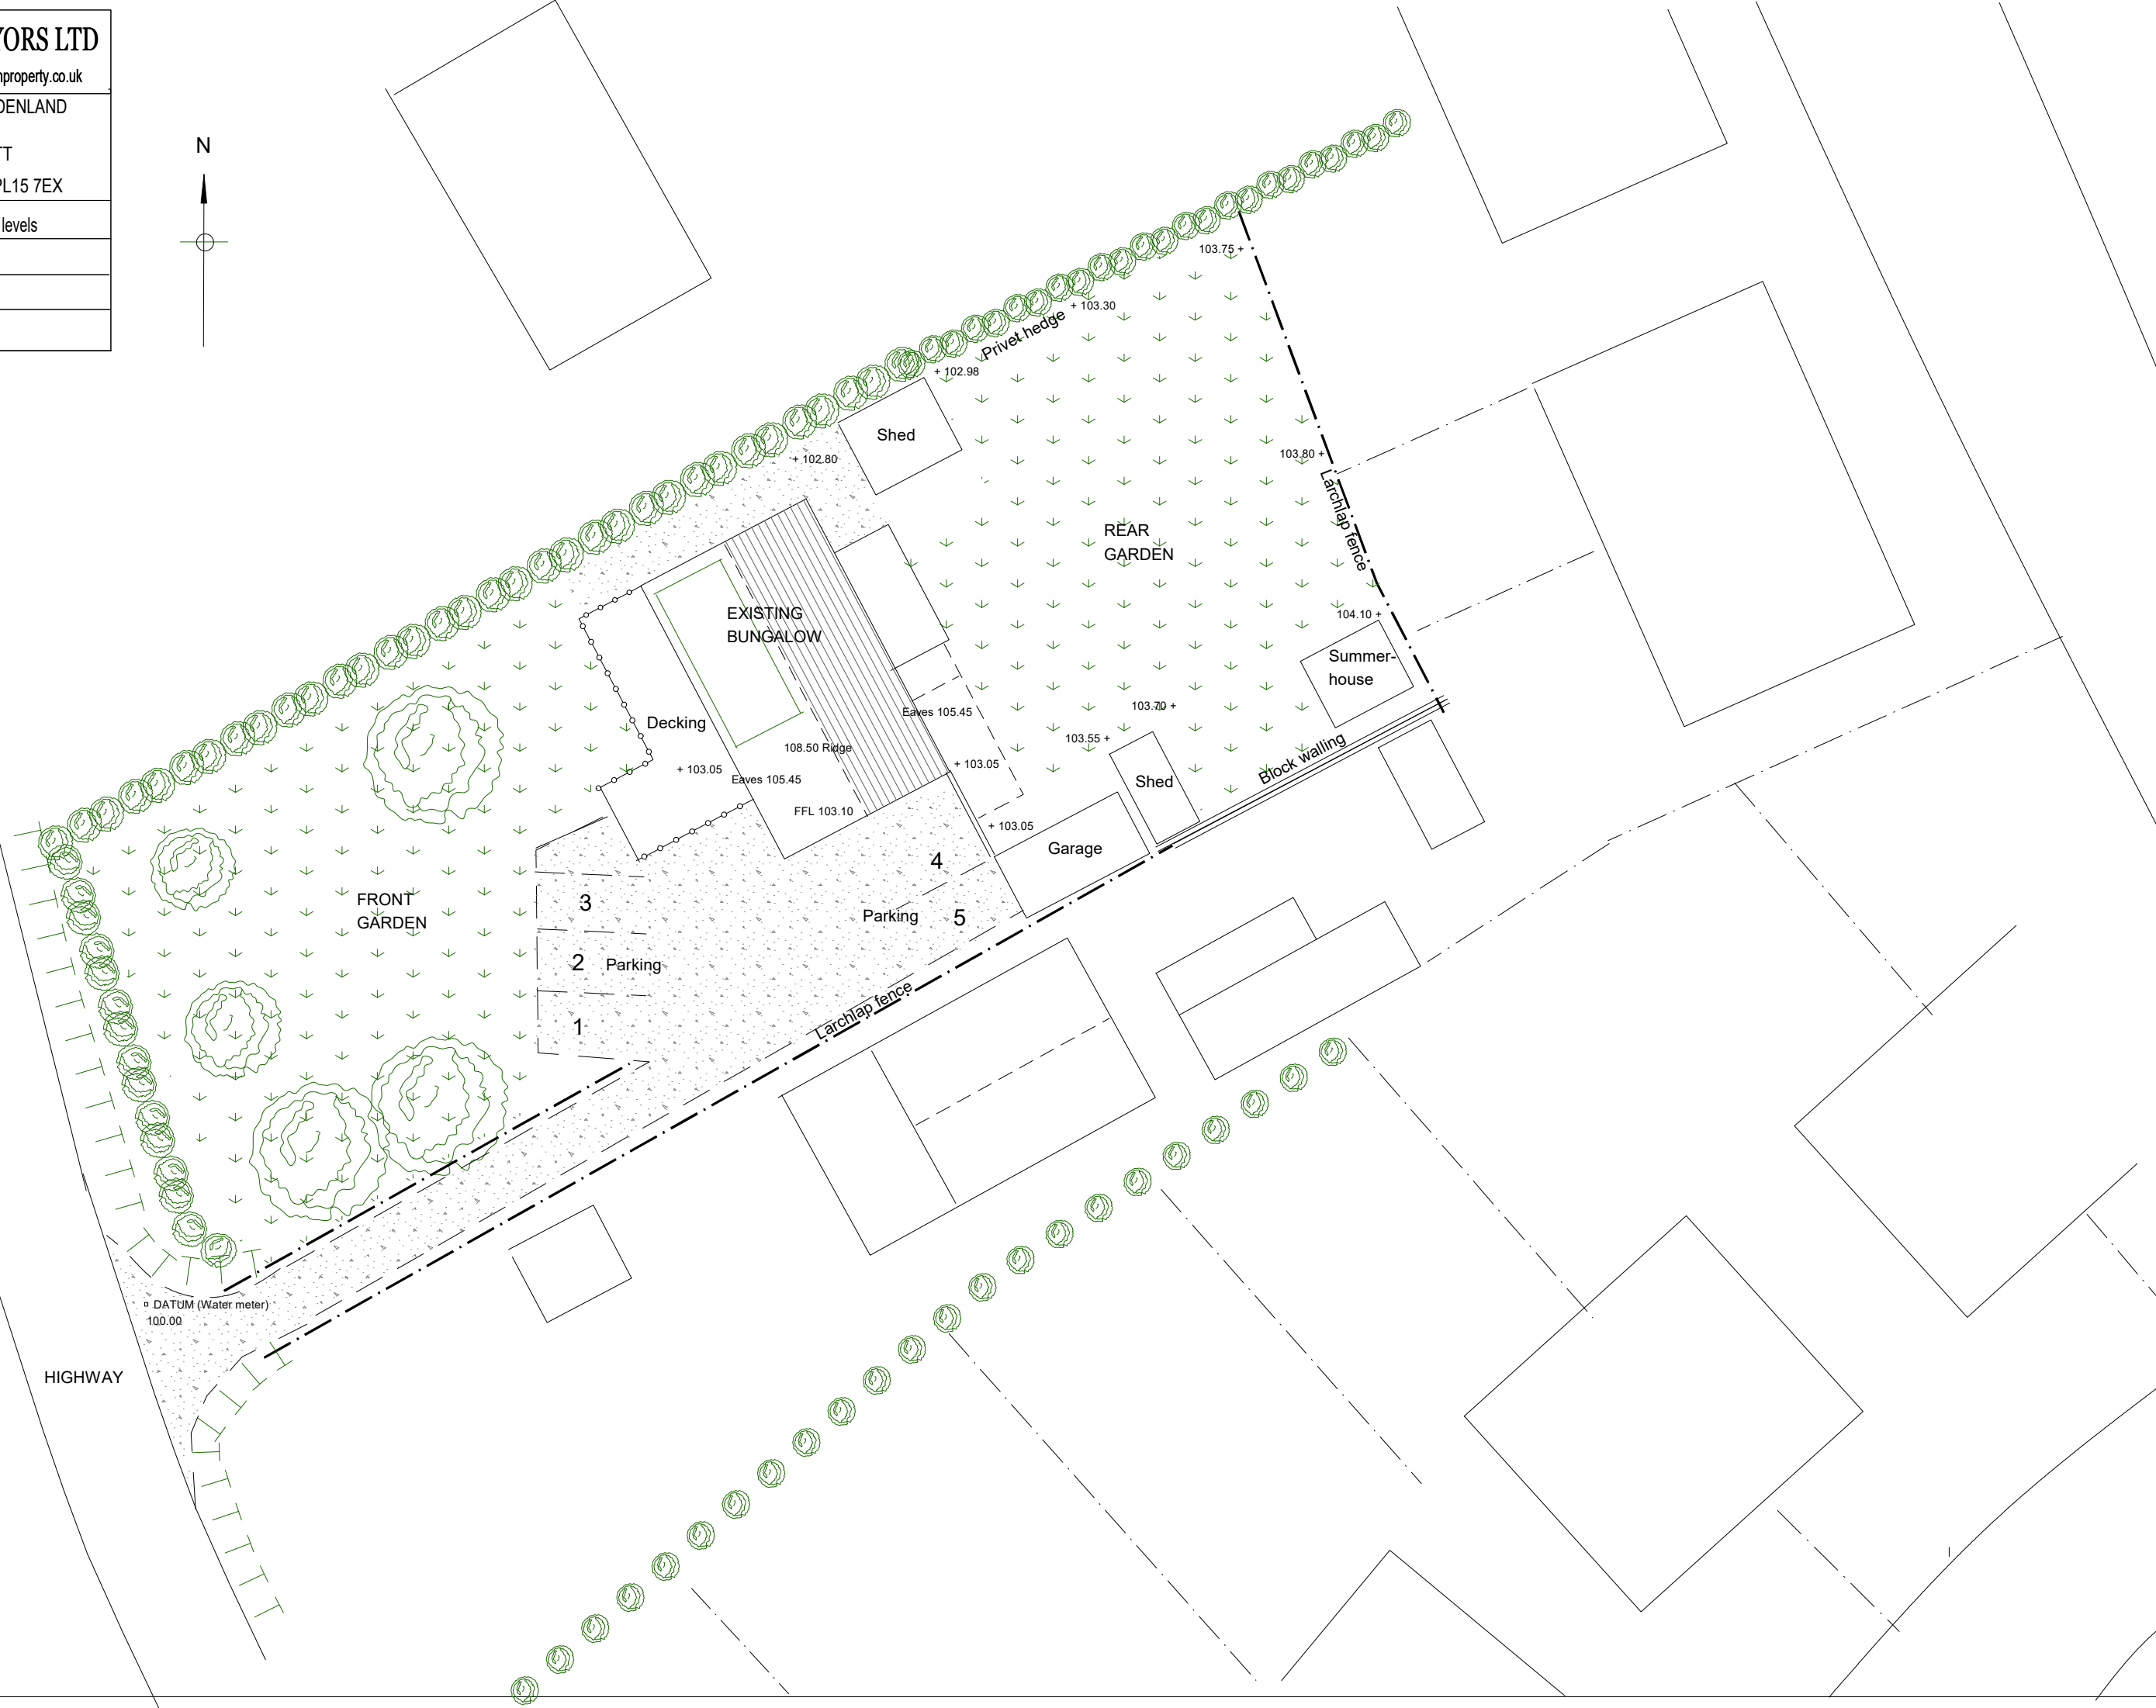 YORS LTD
nproperty.co.uk
DENLAND
TT
PL15 7EX
levels
N
103.75 +
+ 103.30
Privet hedge
+ 102.98
Shed
+ 102.80
103.80 +
Larchlap fence
REAR
GARDEN
EXISTING
BUNGALOW
104.10 +
Summer-
house
Decking
Eaves 105.45
103.70 +
103.55 +
108.50 Ridge
Block walling
+ 103.05
Eaves 105.45
+ 103.05
Shed
FFL 103.10
+ 103.05
Garage
4
FRONT
GARDEN
3
Parking
5
2
Parking
Larchlap fence
1
DATUM (Water meter)
100.00
HIGHWAY